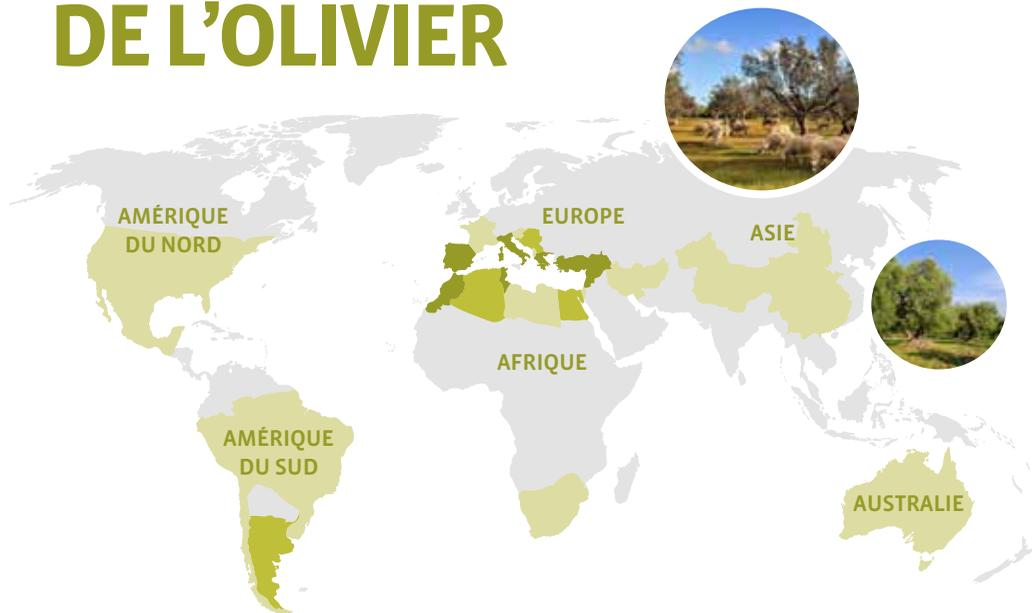 DE L’OLIVIER
AMÉRIQUE
DU NORD
EUROPE
ASIE
AFRIQUE
AMÉRIQUE
DU SUD
AUSTRALIE